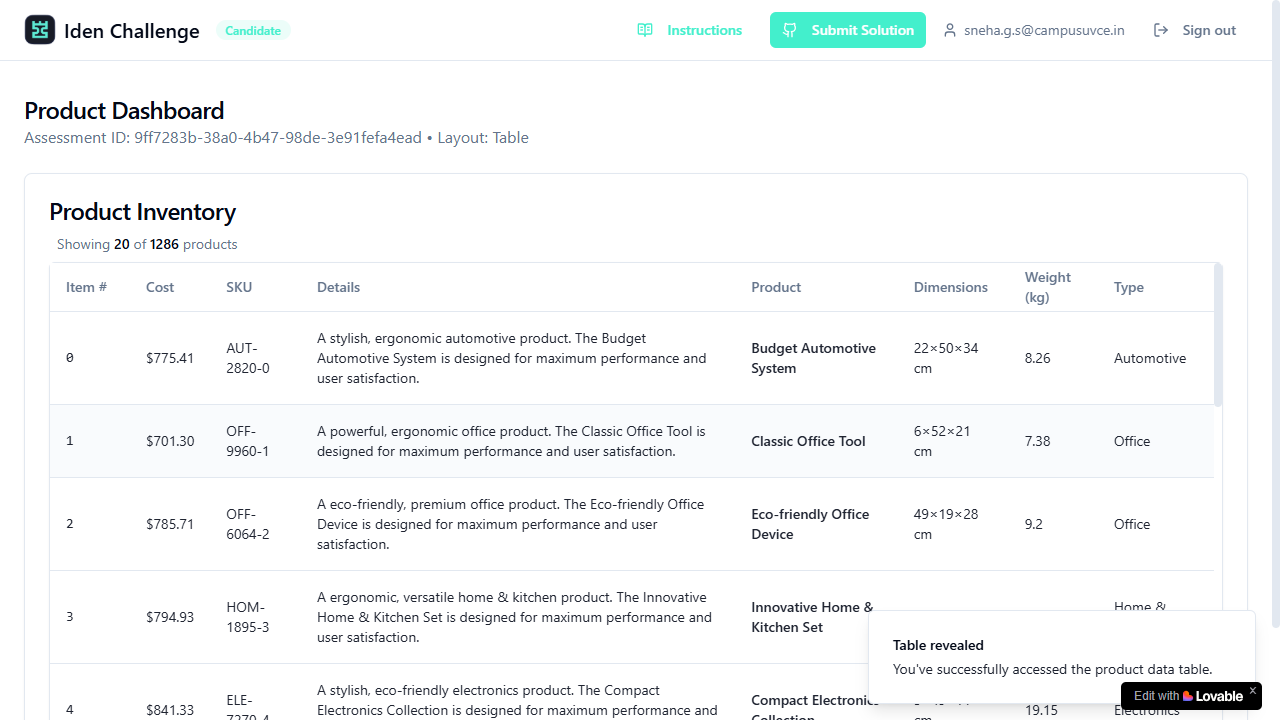 Iden Challenge Candidate Instructions Submit Solution sneha.g.s@campusuvce.in Sign out
Product Dashboard
Assessment ID: 9ff7283b-38a0-4b47-98de-3e91fefa4ead • Layout: Table
Product Inventory
Showing 20 of 1286 products
Item # Cost SKU Details Product Dimensions Weight (kg) Type
0 $775.41 AUT-2820-0 A stylish, ergonomic automotive product. The Budget Automotive System is designed for maximum performance and user satisfaction. Budget Automotive System 22×50×34 cm 8.26 Automotive
1 $701.30 OFF-9960-1 A powerful, ergonomic office product. The Classic Office Tool is designed for maximum performance and user satisfaction. Classic Office Tool 6×52×21 cm 7.38 Office
2 $785.71 OFF-6064-2 A eco-friendly, premium office product. The Eco-friendly Office Device is designed for maximum performance and user satisfaction. Eco-friendly Office Device 49×19×28 cm 9.2 Office
3 $794.93 HOM-1895-3 A ergonomic, versatile home & kitchen product. The Innovative Home & Kitchen Set is designed for maximum performance and user satisfaction. Innovative Home & Kitchen Set Home &
4 $841.33 ELE-7270-4 A stylish, eco-friendly electronics product. The Compact Electronics Collection is designed for maximum performance and Compact Electronics Collection cm 19.15 Electronics
Table revealed
You've successfully accessed the product data table.
Edit with Lovable ×